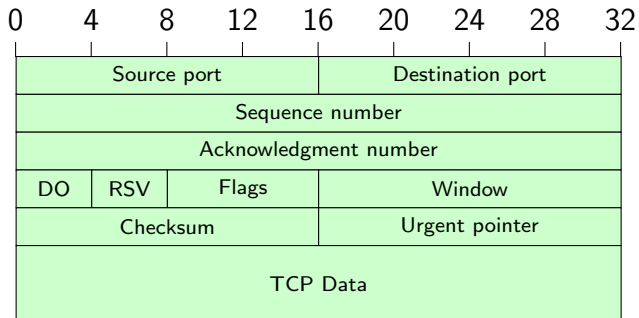 0 4 8 12 16 20 24 28 32
Source port Destination port
Sequence number
Acknowledgment number
DO RSV Flags Window
Checksum Urgent pointer
TCP Data